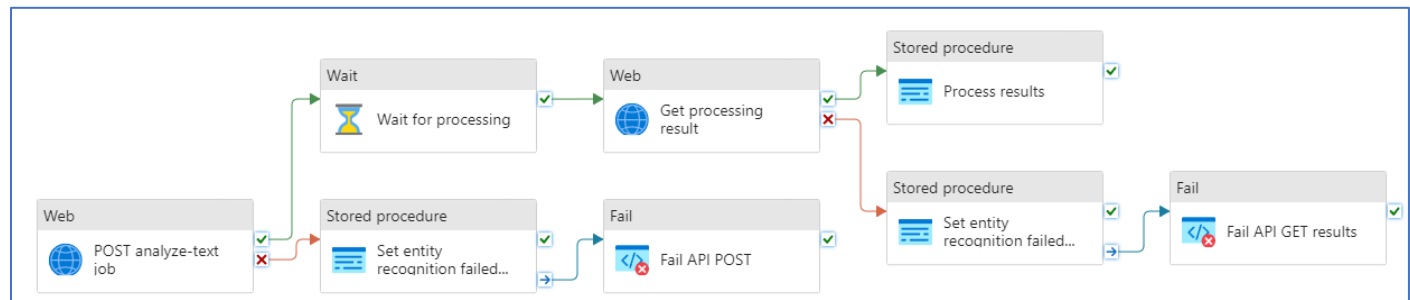 Stored procedure
Process results
Wait
Wait for processing
Web
Get processing
result
Stored procedure
Set entity
recognition failed...
Fail
Fail API GET results
Web
POST analyze-text
job
Stored procedure
Set entity
recognition failed...
Fail
Fail API POST